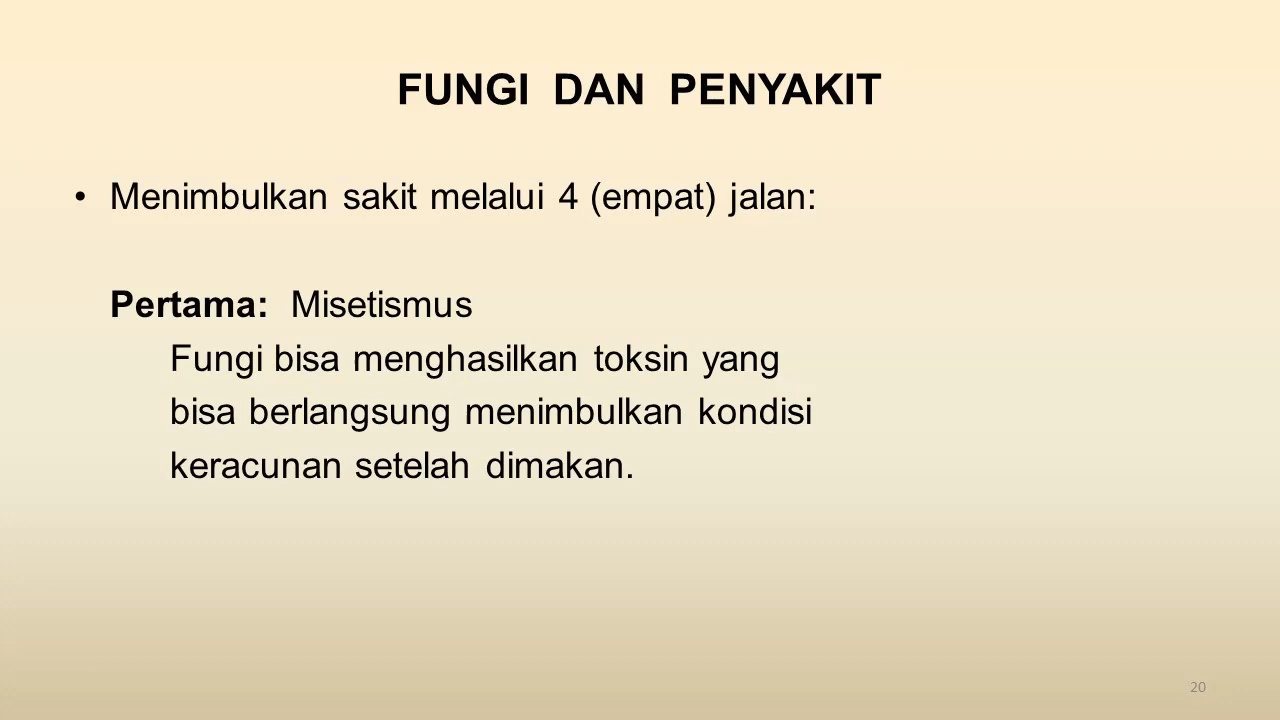 FUNGI DAN PENYAKIT
• Menimbulkan sakit melalui 4 (empat) jalan:
Pertama: Misetismus
Fungi bisa menghasilkan toksin yang
bisa berlangsung menimbulkan kondisi
keracunan setelah dimakan.
20